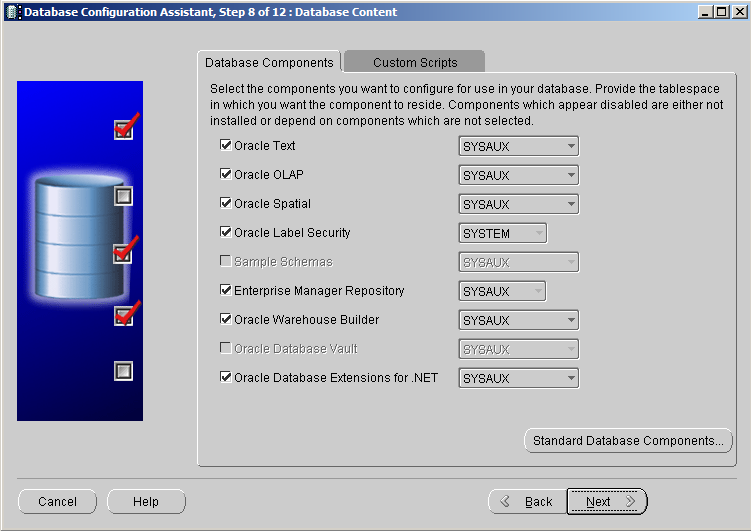 Database Configuration Assistant, Step 8 of 12 : Database Content
Database Components
Custom Scripts
Select the components you want to configure for use in your database. Provide the tablespace
in which you want the component to reside. Components which appear disabled are either not
installed or depend on components which are not selected.
Oracle Text SYSAUX
Oracle OLAP SYSAUX
Oracle Spatial SYSAUX
Oracle Label Security SYSTEM
Sample Schemas SYSAUX
Enterprise Manager Repository SYSAUX
Oracle Warehouse Builder SYSAUX
Oracle Database Vault SYSAUX
Oracle Database Extensions for .NET SYSAUX
Standard Database Components...
Cancel
Help
Back
Next